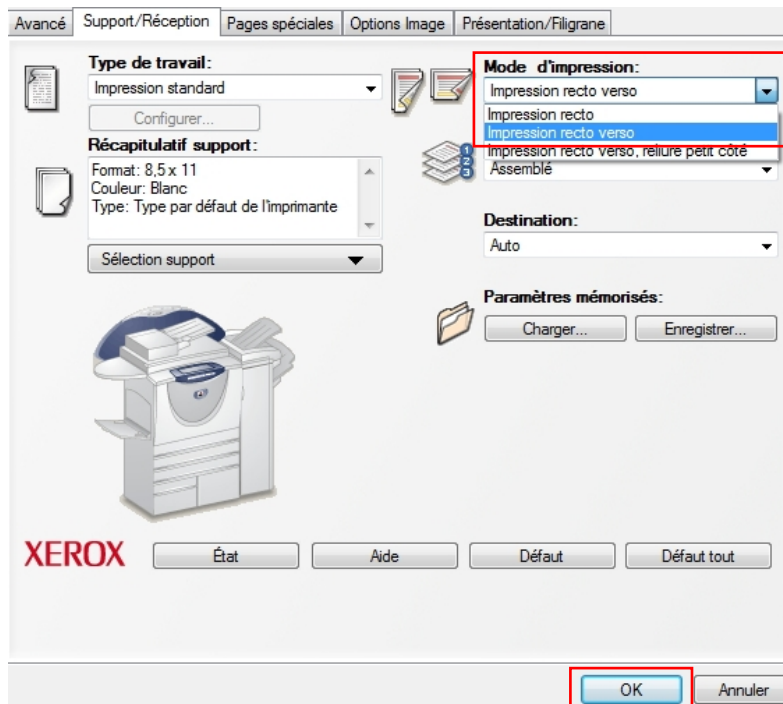 Avancé Support/Réception Pages spéciales Options Image Présentation/Filigrane
Type de travail:
Impression standard
Configurer...
Récapitulatif support:
Format: 8,5 x 11
Couleur: Blanc
Type: Type par défaut de l'imprimante
Sélection support
Mode d'impression:
Impression recto verso
Impression recto
Impression recto verso
Impression recto verso, reliure petit côté
1
2
3
Assemblé
Destination:
Auto
Paramètres mémorisés:
Charger... Enregistrer...
XEROX État Aide Défaut Défaut tout
OK Annuler